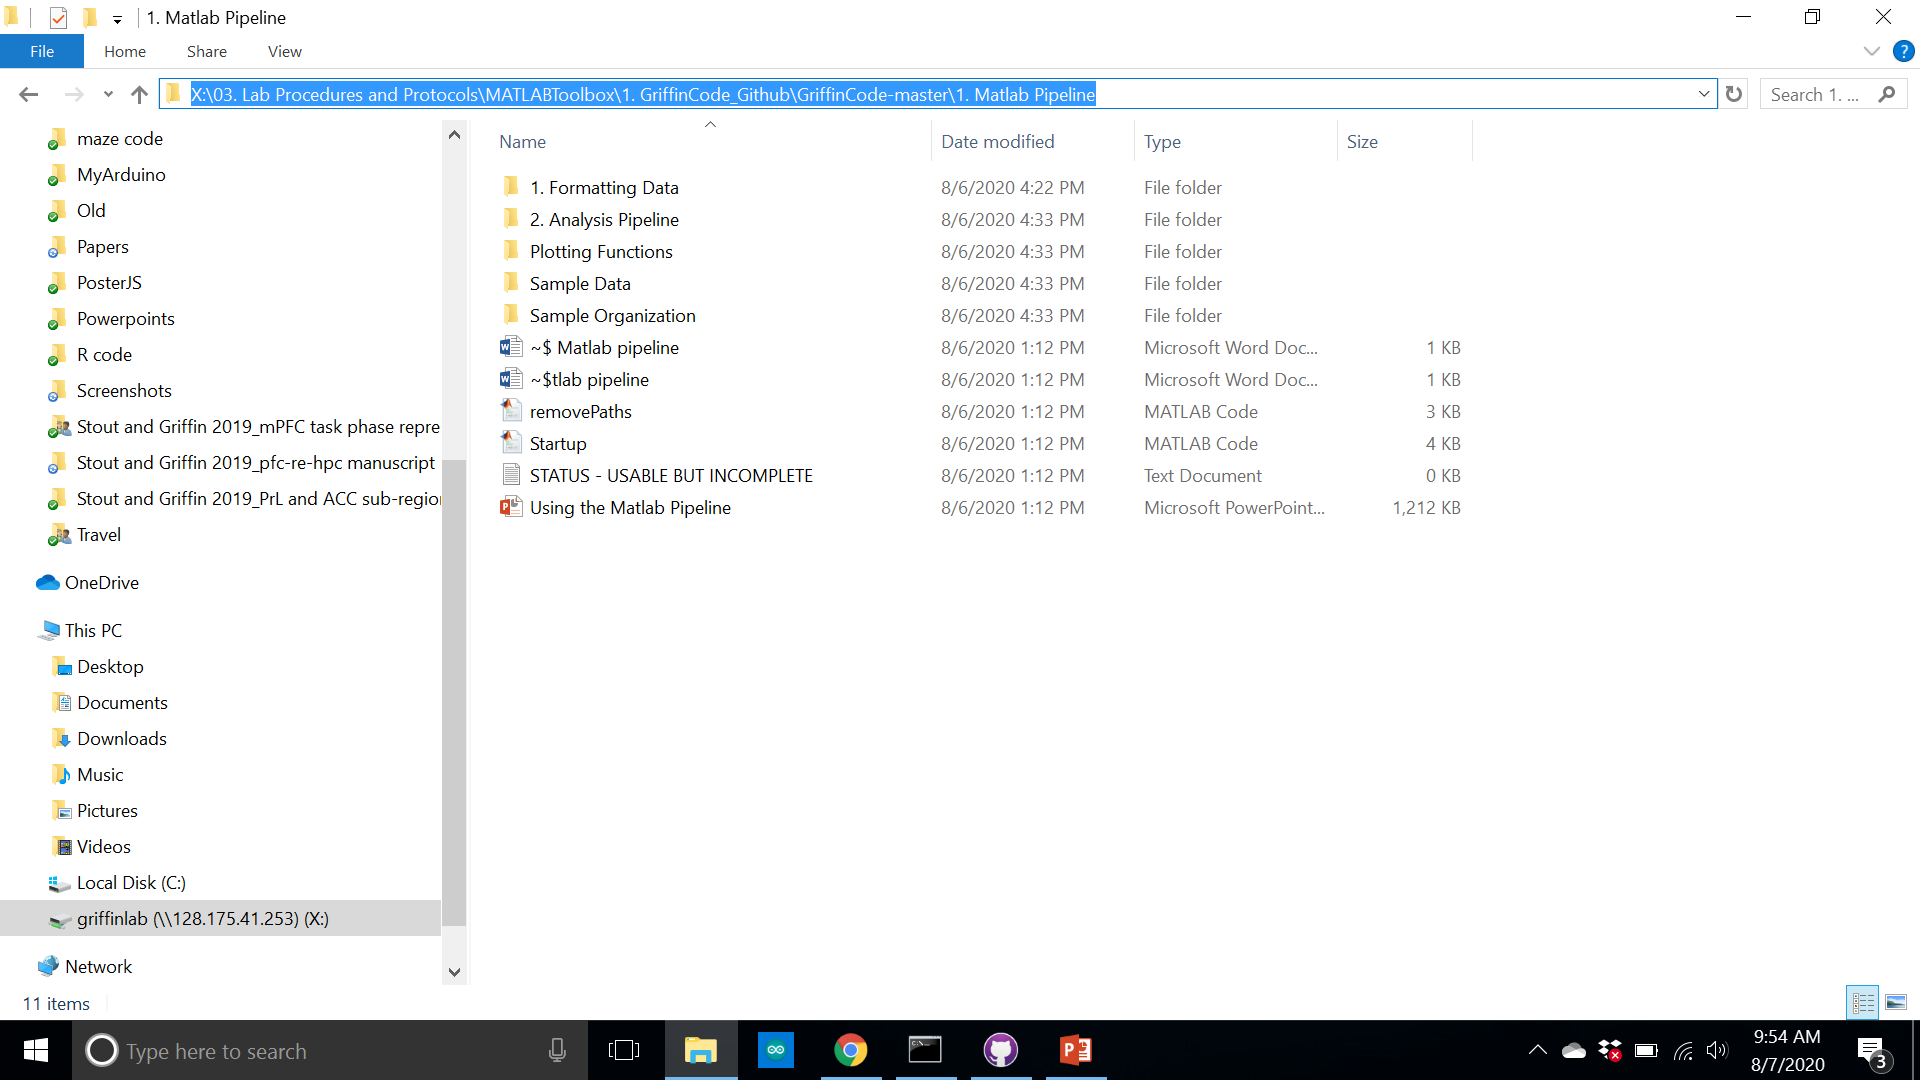 1. Matlab Pipeline
File Home Share View
?
X:\03. Lab Procedures and Protocols\MATLABToolbox\1. GriffinCode_Github\GriffinCode-master\1. Matlab Pipeline
Search 1. ...
maze code
MyArduino
Old
Papers
PosterJS
Powerpoints
R code
Screenshots
Stout and Griffin 2019_mPFC task phase repre
Stout and Griffin 2019_pfc-re-hpc manuscript
Stout and Griffin 2019_PrL and ACC sub-region
Travel
OneDrive
This PC
Desktop
Documents
Downloads
Music
Pictures
Videos
Local Disk (C:)
griffinlab (\\128.175.41.253) (X:)
Network
Name Date modified Type Size
1. Formatting Data 8/6/2020 4:22 PM File folder
2. Analysis Pipeline 8/6/2020 4:33 PM File folder
Plotting Functions 8/6/2020 4:33 PM File folder
Sample Data 8/6/2020 4:33 PM File folder
Sample Organization 8/6/2020 4:33 PM File folder
~$ Matlab pipeline 8/6/2020 1:12 PM Microsoft Word Doc... 1 KB
~$tlab pipeline 8/6/2020 1:12 PM Microsoft Word Doc... 1 KB
removePaths 8/6/2020 1:12 PM MATLAB Code 3 KB
Startup 8/6/2020 1:12 PM MATLAB Code 4 KB
STATUS - USABLE BUT INCOMPLETE 8/6/2020 1:12 PM Text Document 0 KB
Using the Matlab Pipeline 8/6/2020 1:12 PM Microsoft PowerPoint... 1,212 KB
11 items
Type here to search
9:54 AM
8/7/2020
3